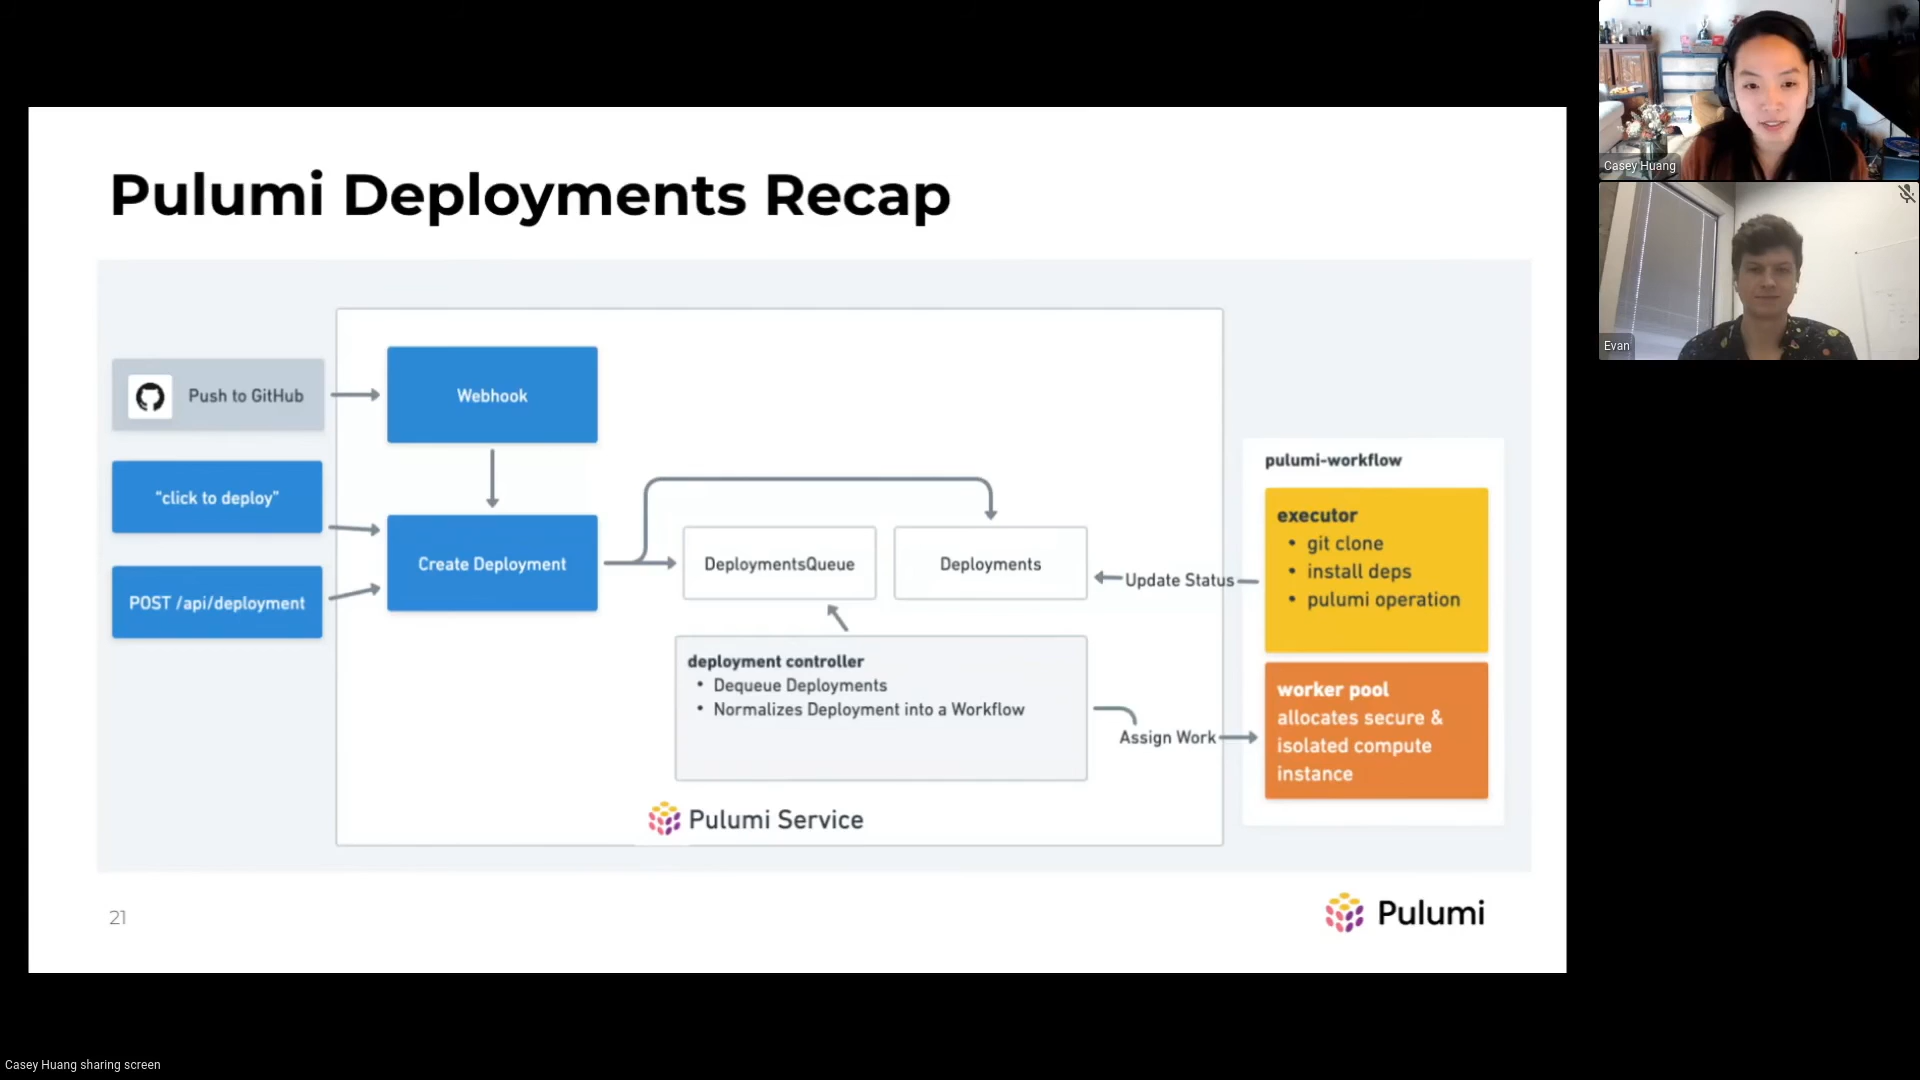 Pulumi Deployments Recap
Push to GitHub
Webhook
"click to deploy"
POST /api/deployment
Create Deployment
DeploymentsQueue
Deployments
Update Status
deployment controller
• Dequeue Deployments
• Normalizes Deployment into a Workflow
Assign Work
Pulumi Service
pulumi-workflow
executor
• git clone
• install deps
• pulumi operation
worker pool
allocates secure &
isolated compute
instance
21
Pulumi
Casey Huang
Evan
Casey Huang sharing screen